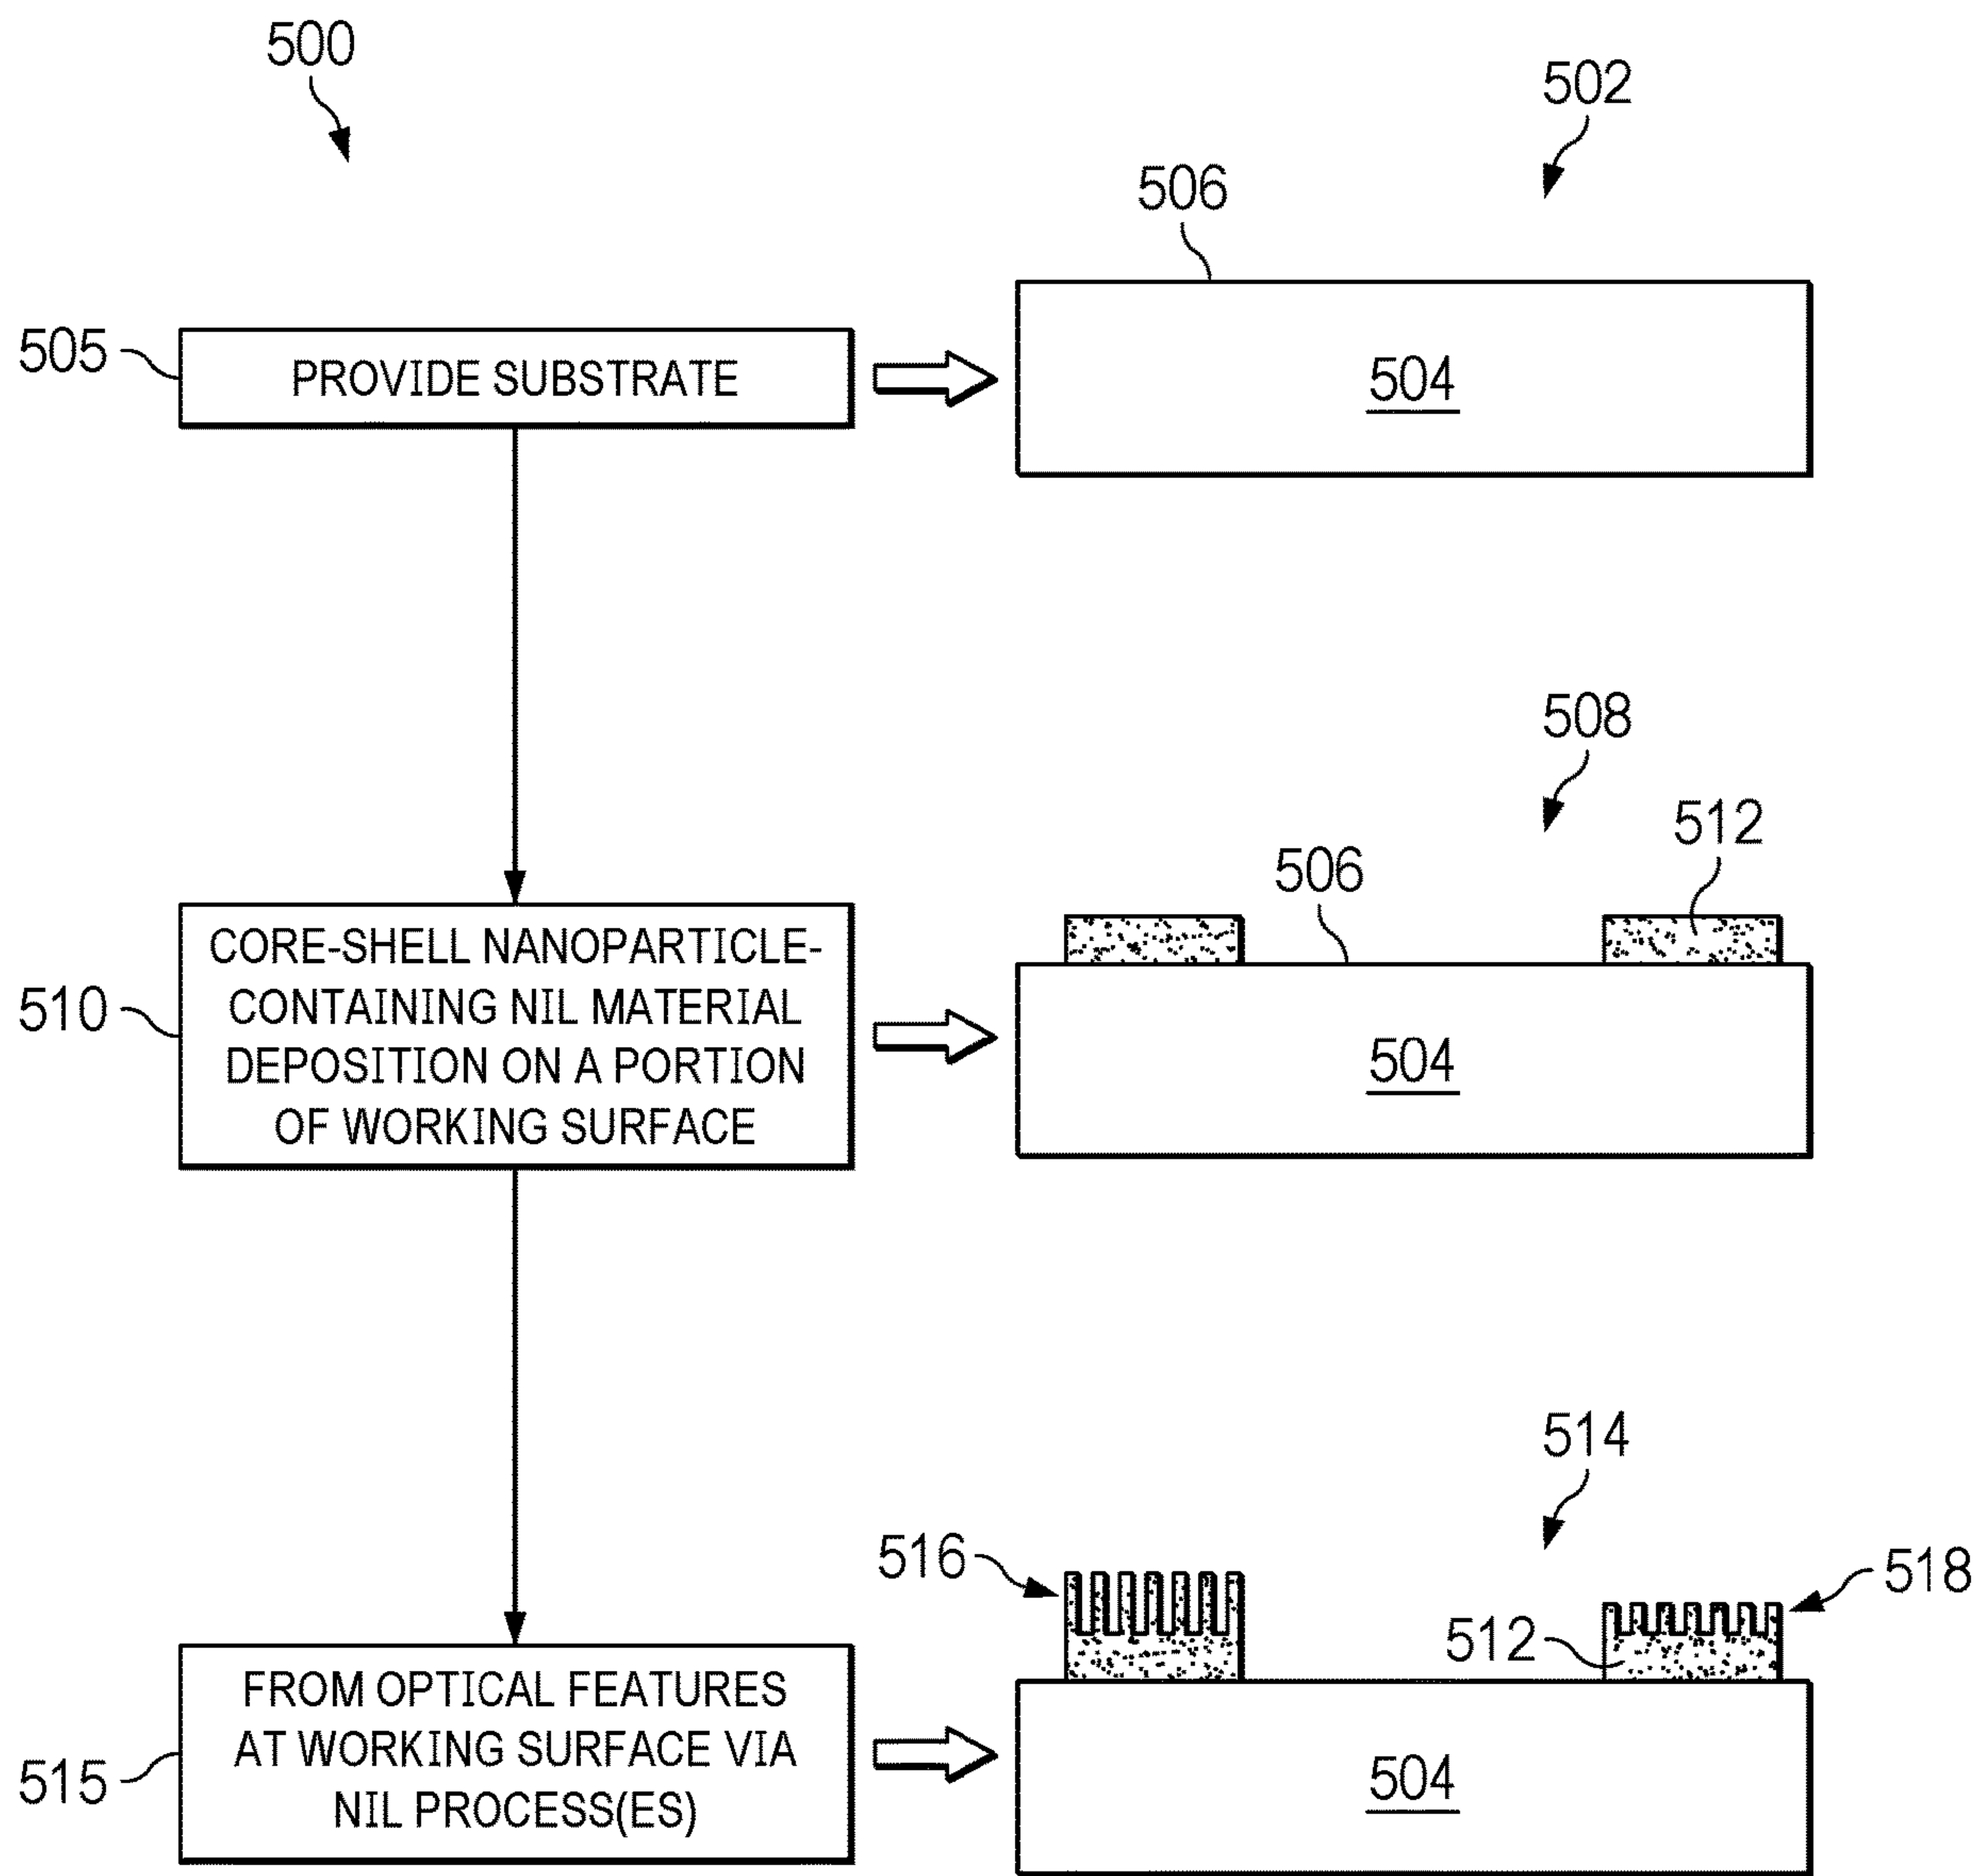 500
502
506
505
PROVIDE SUBSTRATE
504
508
512
506
CORE-SHELL NANOPARTICLE-
CONTAINING NIL MATERIAL
DEPOSITION ON A PORTION
OF WORKING SURFACE
510
504
514
516
518
512
FROM OPTICAL FEATURES
AT WORKING SURFACE VIA
NIL PROCESS(ES)
515
504